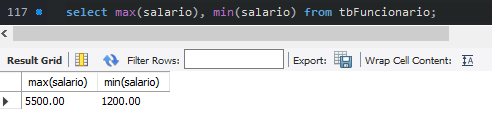 117 select max(salario), min(salario) from tbFuncionario;
Result Grid Filter Rows: Export: Wrap Cell Content:
max(salario) min(salario)
5500.00 1200.00